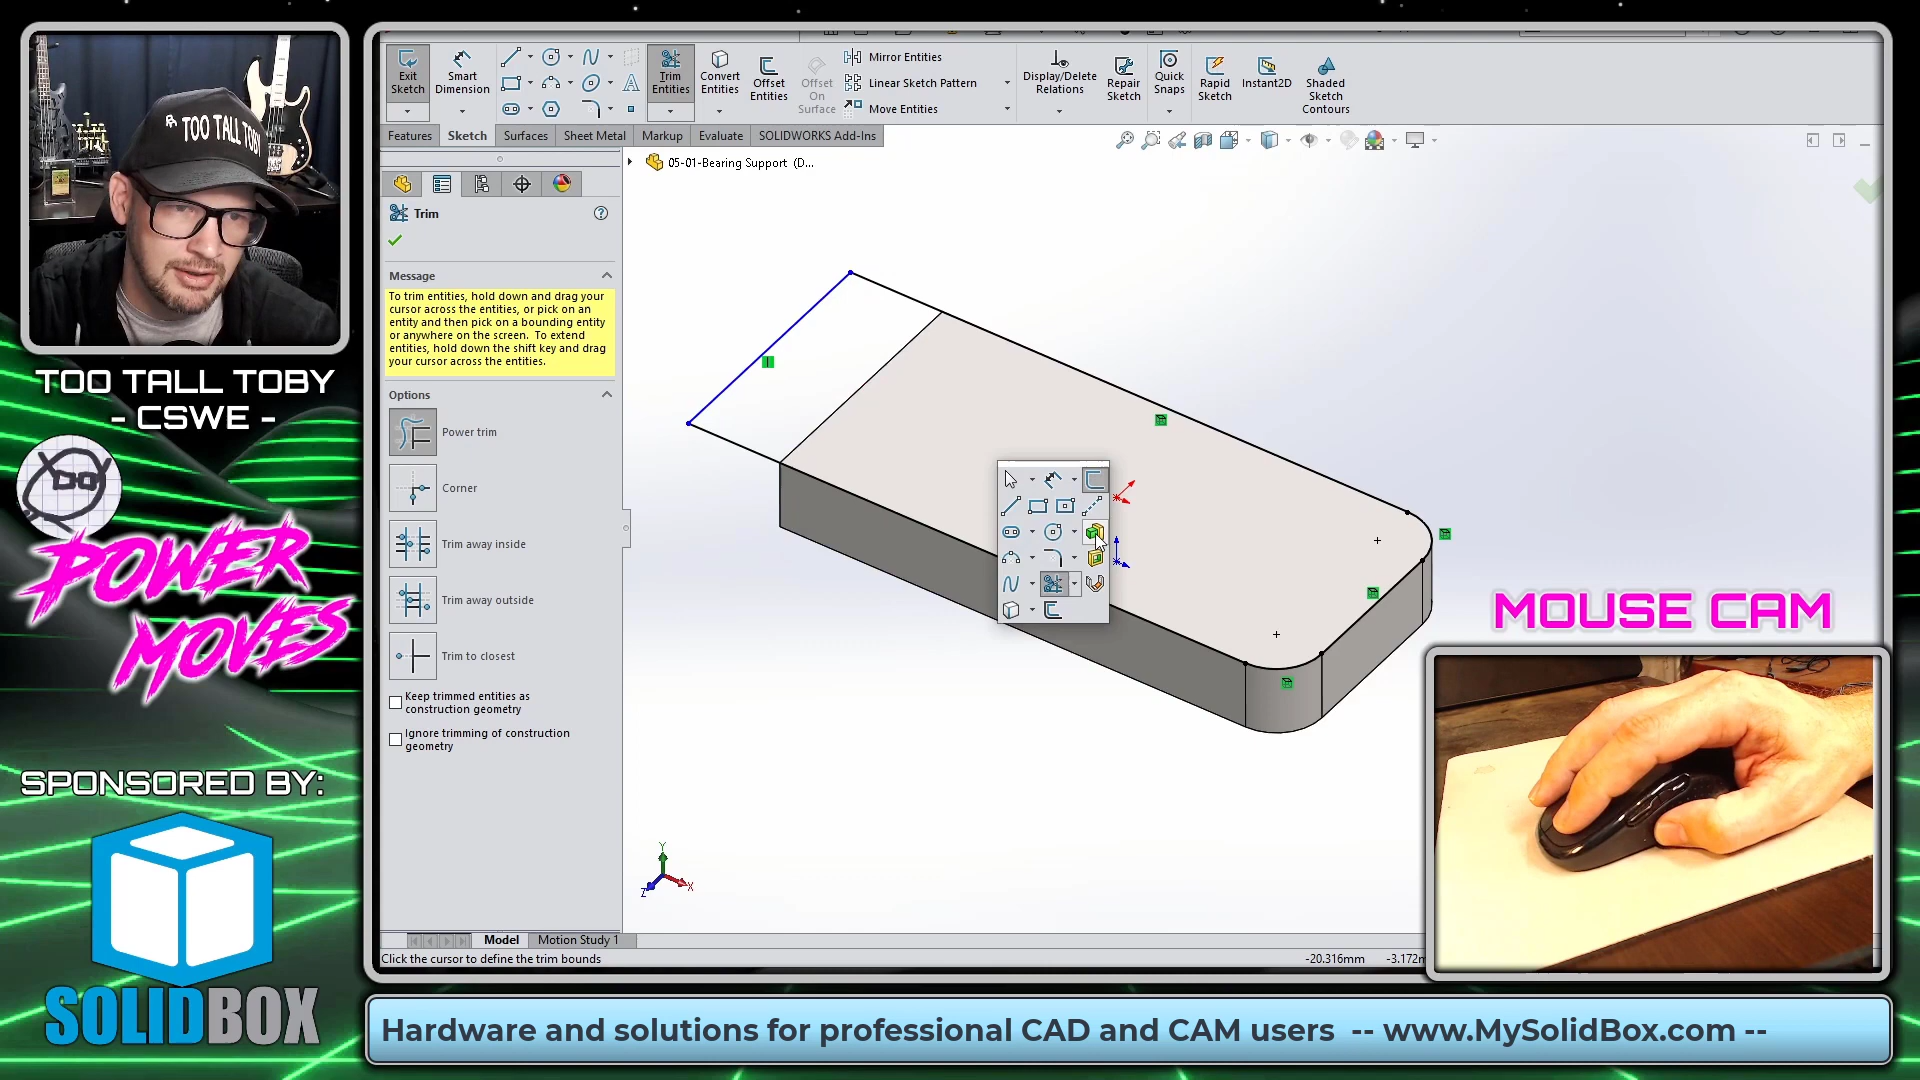 TOO TALL TOBY
TOO TALL TOBY
- CSWE -
POWER
MOVES
SPONSORED BY:
SOLIDBOX
Exit
Sketch
Smart
Dimension
Trim
Entities
Convert
Entities
Offset
Entities
Offset
On
Surface
Mirror Entities
Linear Sketch Pattern
Move Entities
Display/Delete
Relations
Repair
Sketch
Quick
Snaps
Rapid
Sketch
Instant2D
Shaded
Sketch
Contours
Features
Sketch
Surfaces
Sheet Metal
Markup
Evaluate
SOLIDWORKS Add-Ins
05-01-Bearing Support (D...
Trim
Message
To trim entities, hold down and drag your
cursor across the entities, or pick on an
entity and then pick on a bounding entity
or anywhere on the screen. To extend
entities, hold down the shift key and drag
your cursor across the entities.
Options
Power trim
Corner
Trim away inside
Trim away outside
Trim to closest
Keep trimmed entities as
construction geometry
Ignore trimming of construction
geometry
Y
X
Z
Model
Motion Study 1
Click the cursor to define the trim bounds
-20.316mm
-3.172m
MOUSE CAM
Hardware and solutions for professional CAD and CAM users -- www.MySolidBox.com --